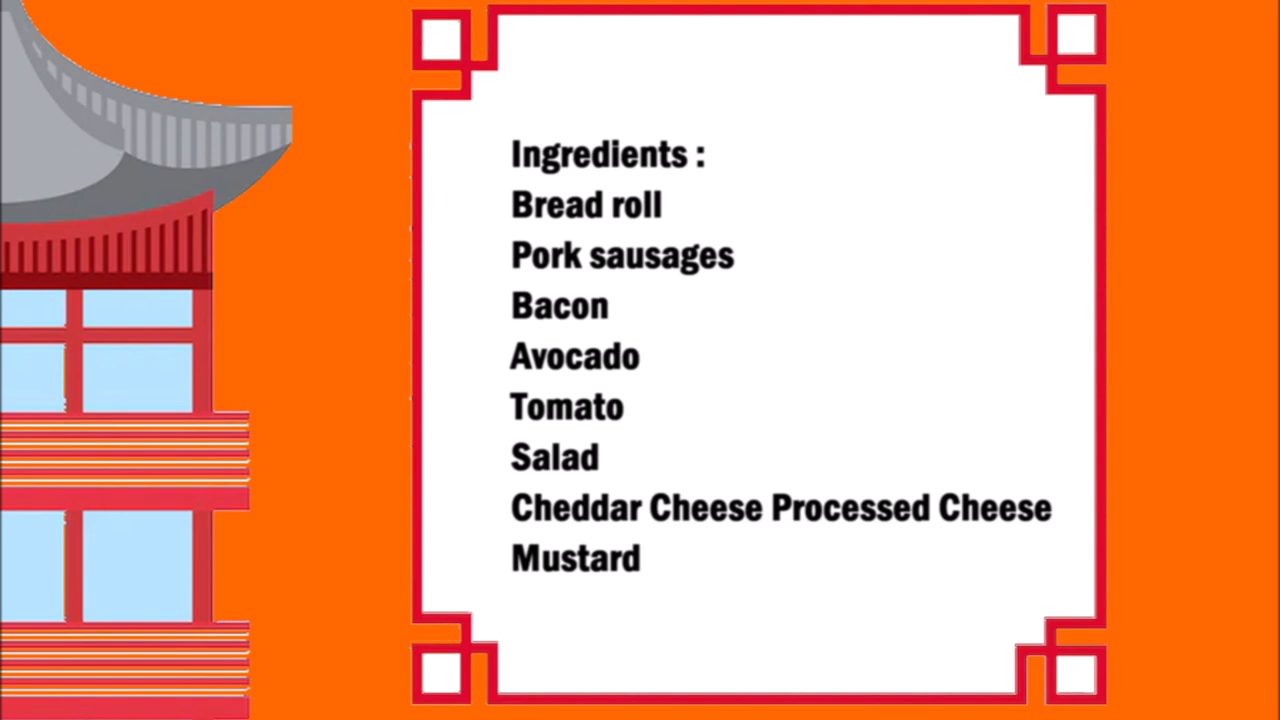 Ingredients :
Bread roll
Pork sausages
Bacon
Avocado
Tomato
Salad
Cheddar Cheese Processed Cheese
Mustard